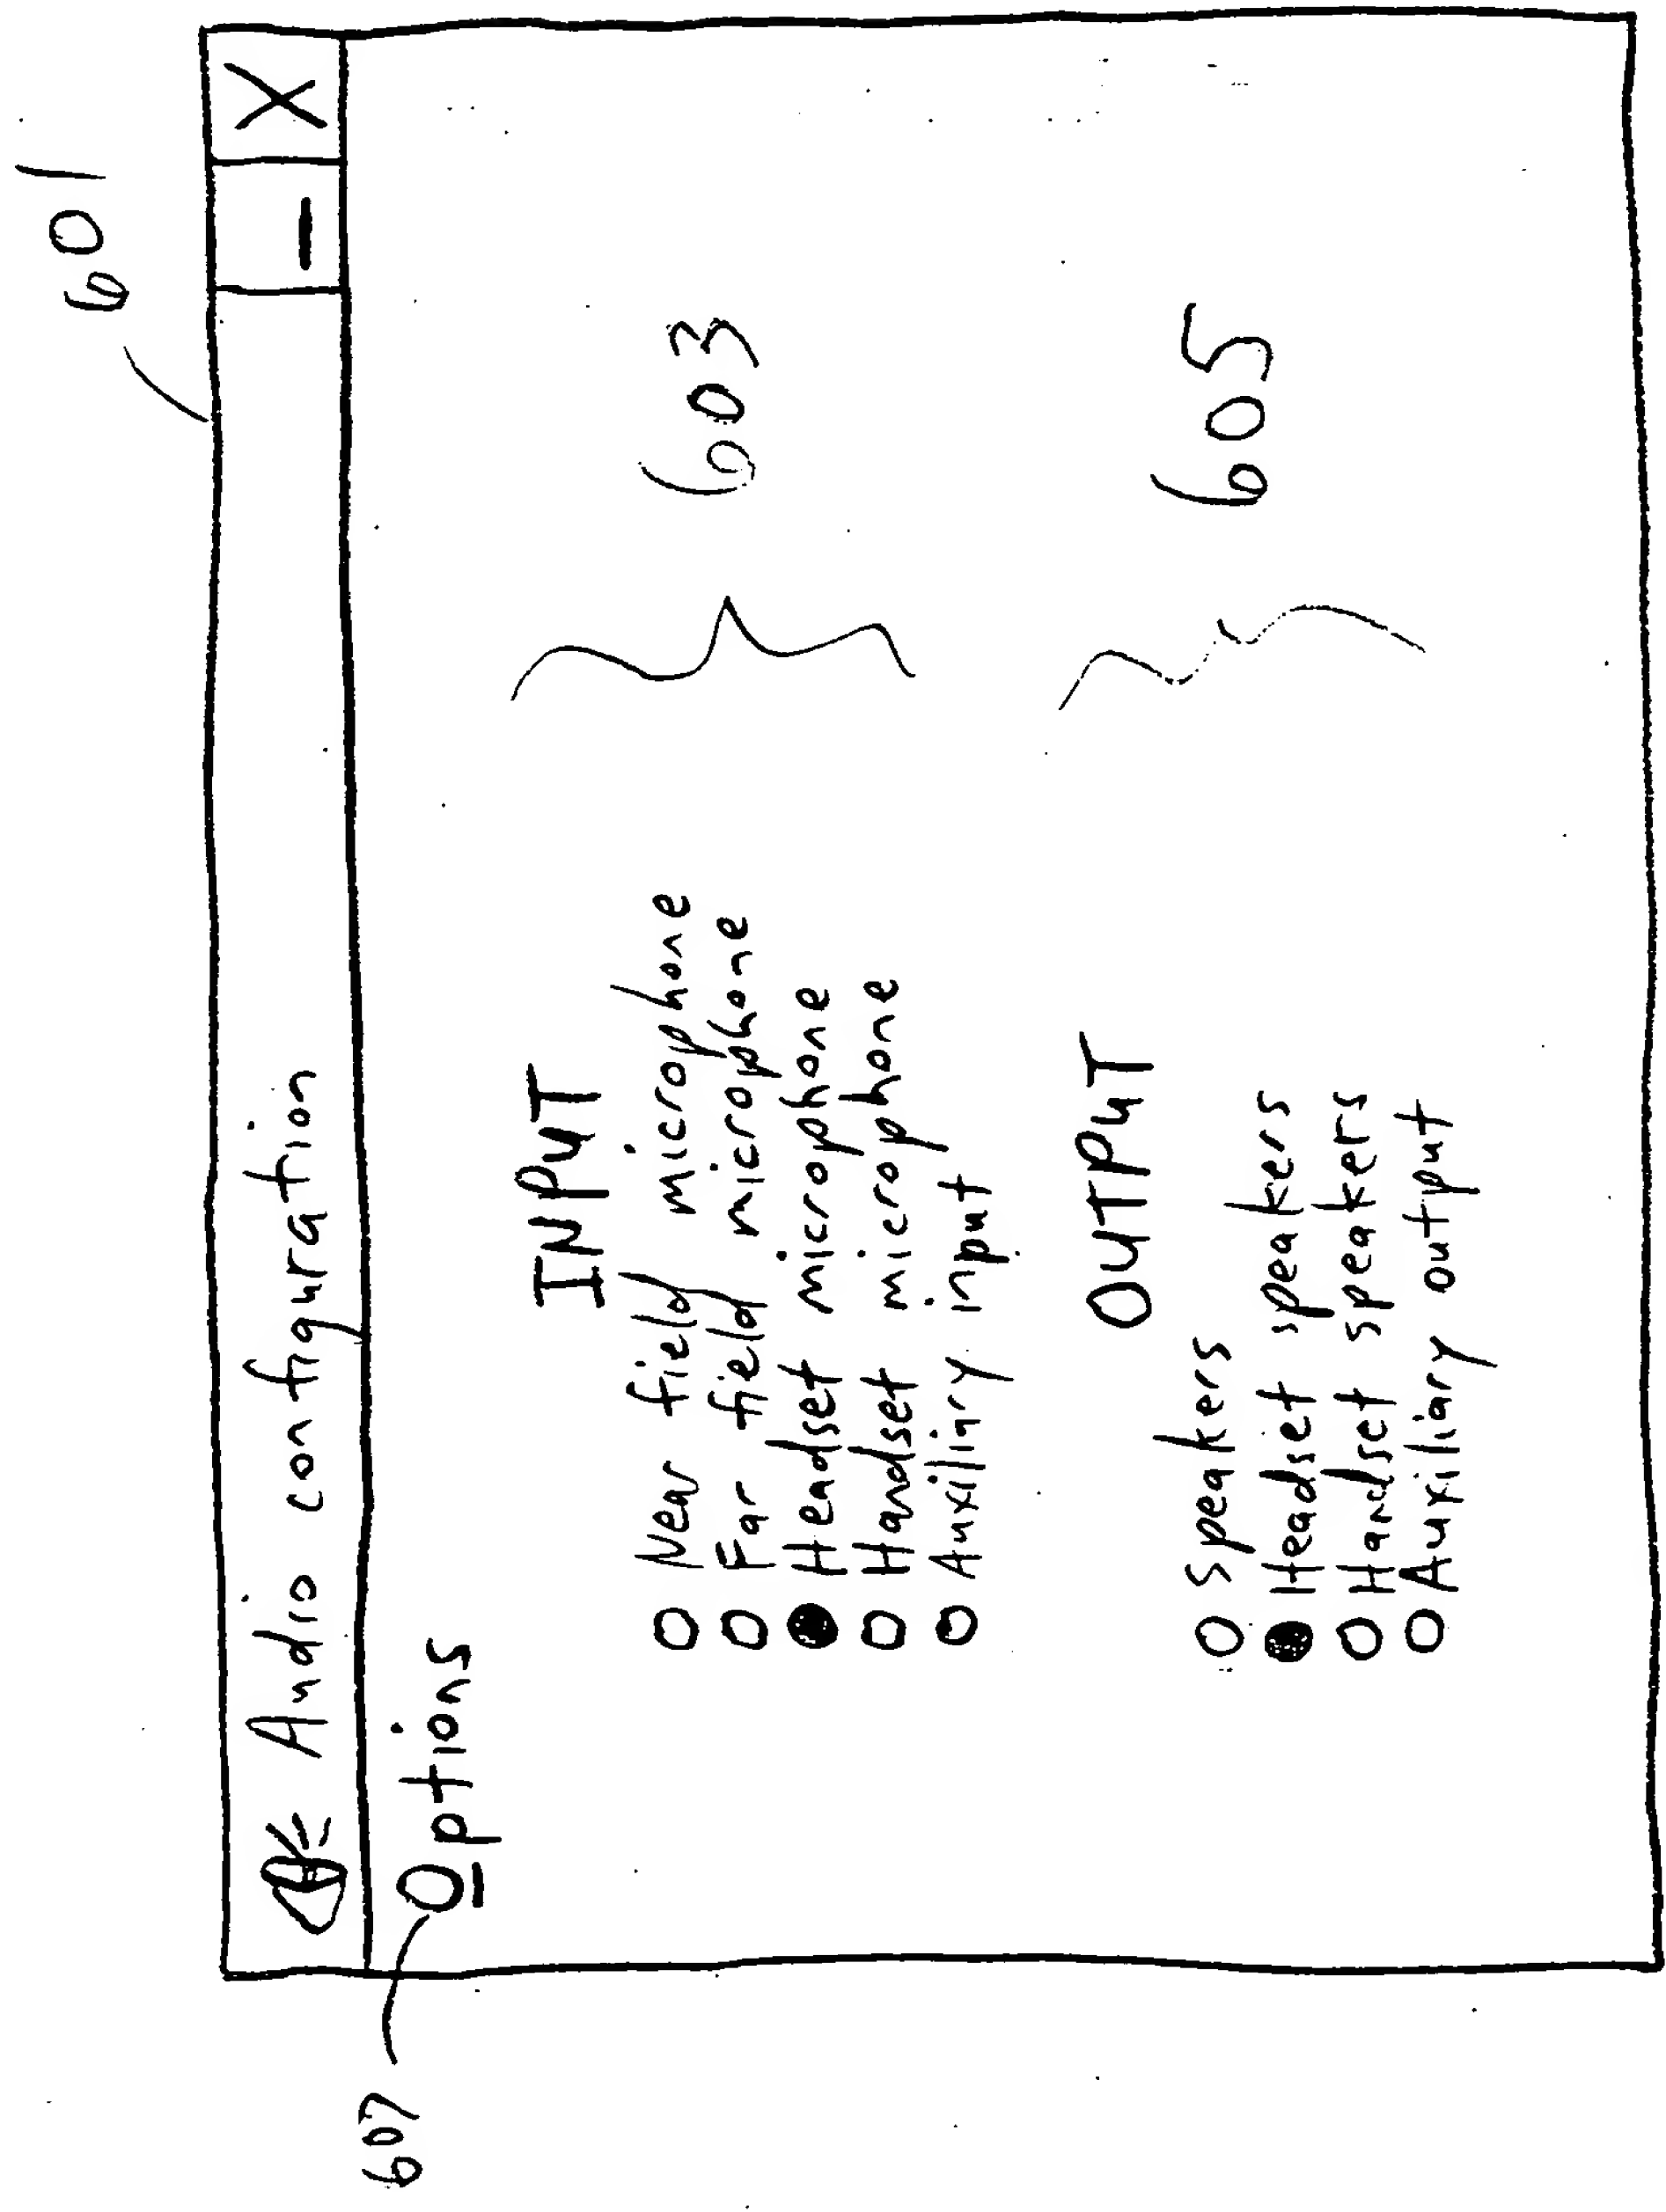 601
Audio configuration — X
607
Options
INPUT
Near field microphone
Far field microphone
Headset microphone
Handset microphone
Auxiliary input
603
OUTPUT
Speakers
Headset speakers
Handset speakers
Auxiliary output
605